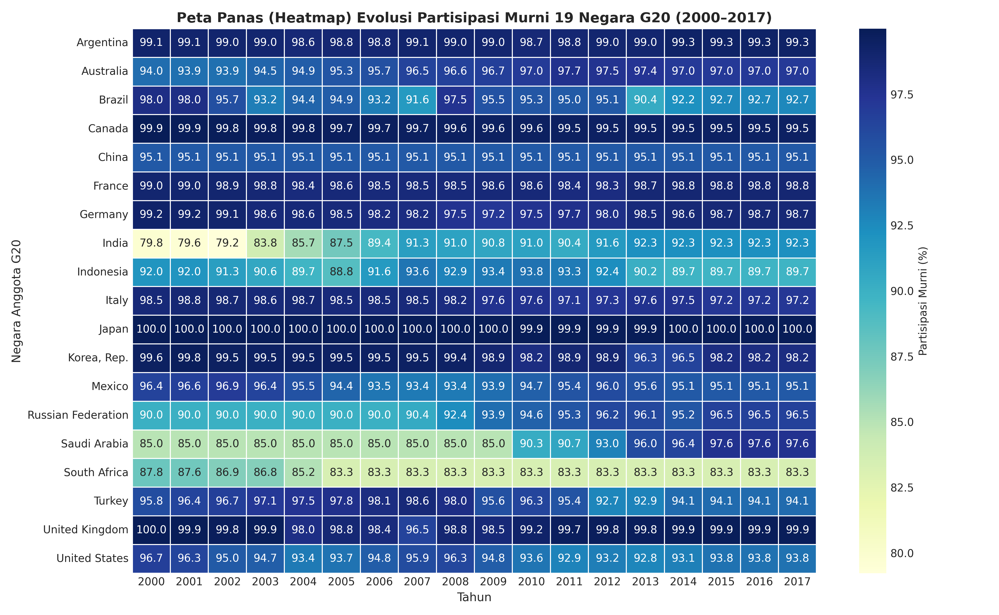 Peta Panas (Heatmap) Evolusi Partisipasi Murni 19 Negara G20 (2000–2017)
Negara Anggota G20
Argentina 99.1 99.1 99.0 99.0 98.6 98.8 98.8 99.1 99.0 99.0 98.7 98.8 99.0 99.0 99.3 99.3 99.3 99.3
Australia 94.0 93.9 93.9 94.5 94.9 95.3 95.7 96.5 96.6 96.7 97.0 97.7 97.5 97.4 97.0 97.0 97.0 97.0
Brazil 98.0 98.0 95.7 93.2 94.4 94.9 93.2 91.6 97.5 95.5 95.3 95.0 95.1 90.4 92.2 92.7 92.7 92.7
Canada 99.9 99.9 99.8 99.8 99.8 99.7 99.7 99.7 99.6 99.6 99.6 99.5 99.5 99.5 99.5 99.5 99.5 99.5
China 95.1 95.1 95.1 95.1 95.1 95.1 95.1 95.1 95.1 95.1 95.1 95.1 95.1 95.1 95.1 95.1 95.1 95.1
France 99.0 99.0 98.9 98.8 98.4 98.6 98.5 98.5 98.5 98.6 98.6 98.4 98.3 98.7 98.8 98.8 98.8 98.8
Germany 99.2 99.2 99.1 98.6 98.6 98.5 98.2 98.2 97.5 97.2 97.5 97.7 98.0 98.5 98.6 98.7 98.7 98.7
India 79.8 79.6 79.2 83.8 85.7 87.5 89.4 91.3 91.0 90.8 91.0 90.4 91.6 92.3 92.3 92.3 92.3 92.3
Indonesia 92.0 92.0 91.3 90.6 89.7 88.8 91.6 93.6 92.9 93.4 93.8 93.3 92.4 90.2 89.7 89.7 89.7 89.7
Italy 98.5 98.8 98.7 98.6 98.7 98.5 98.5 98.5 98.2 97.6 97.6 97.1 97.3 97.6 97.5 97.2 97.2 97.2
Japan 100.0 100.0 100.0 100.0 100.0 100.0 100.0 100.0 100.0 100.0 99.9 99.9 99.9 99.9 100.0 100.0 100.0 100.0
Korea, Rep. 99.6 99.8 99.5 99.5 99.5 99.5 99.5 99.5 99.4 98.9 98.2 98.9 98.9 96.3 96.5 98.2 98.2 98.2
Mexico 96.4 96.6 96.9 96.4 95.5 94.4 93.5 93.4 93.4 93.9 94.7 95.4 96.0 95.6 95.1 95.1 95.1 95.1
Russian Federation 90.0 90.0 90.0 90.0 90.0 90.0 90.0 90.4 92.4 93.9 94.6 95.3 96.2 96.1 95.2 96.5 96.5 96.5
Saudi Arabia 85.0 85.0 85.0 85.0 85.0 85.0 85.0 85.0 85.0 85.0 90.3 90.7 93.0 96.0 96.4 97.6 97.6 97.6
South Africa 87.8 87.6 86.9 86.8 85.2 83.3 83.3 83.3 83.3 83.3 83.3 83.3 83.3 83.3 83.3 83.3 83.3 83.3
Turkey 95.8 96.4 96.7 97.1 97.5 97.8 98.1 98.6 98.0 95.6 96.3 95.4 92.7 92.9 94.1 94.1 94.1 94.1
United Kingdom 100.0 99.9 99.8 99.9 98.0 98.8 98.4 96.5 98.8 98.5 99.2 99.7 99.8 99.8 99.9 99.9 99.9 99.9
United States 96.7 96.3 95.0 94.7 93.4 93.7 94.8 95.9 96.3 94.8 93.6 92.9 93.2 92.8 93.1 93.8 93.8 93.8
2000 2001 2002 2003 2004 2005 2006 2007 2008 2009 2010 2011 2012 2013 2014 2015 2016 2017
Tahun
97.5
95.0
92.5
90.0
87.5
85.0
82.5
80.0
Partisipasi Murni (%)